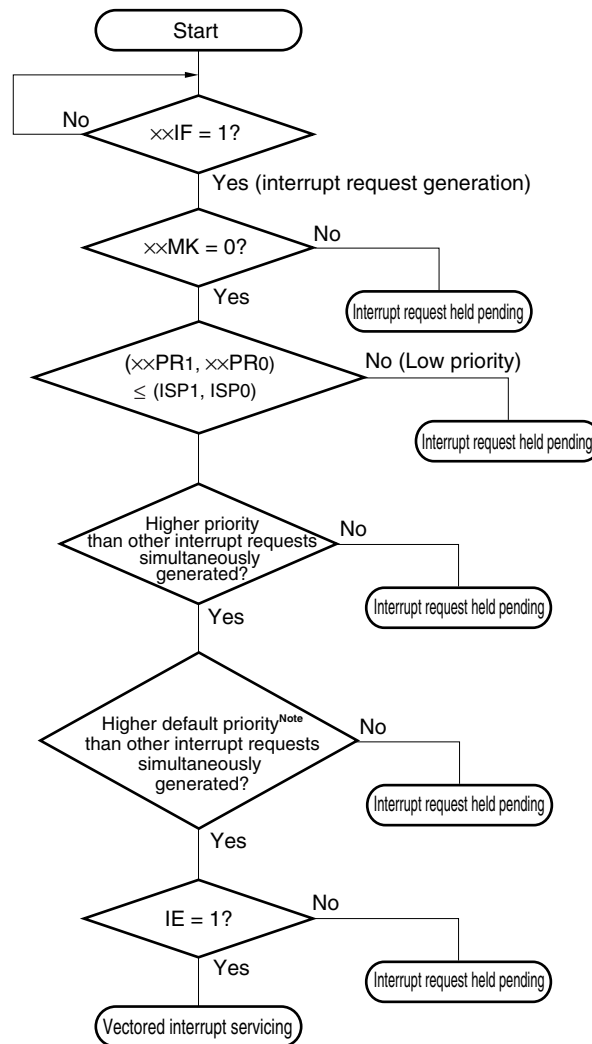 Start
No
××IF = 1?
Yes (interrupt request generation)
××MK = 0?
No
Yes
Interrupt request held pending
(××PR1, ××PR0)
≤ (ISP1, ISP0)
No (Low priority)
Interrupt request held pending
Higher priority
than other interrupt requests
simultaneously
generated?
No
Interrupt request held pending
Yes
Higher default priorityNote
than other interrupt requests
simultaneously
generated?
No
Interrupt request held pending
Yes
IE = 1?
No
Yes
Interrupt request held pending
Vectored interrupt servicing